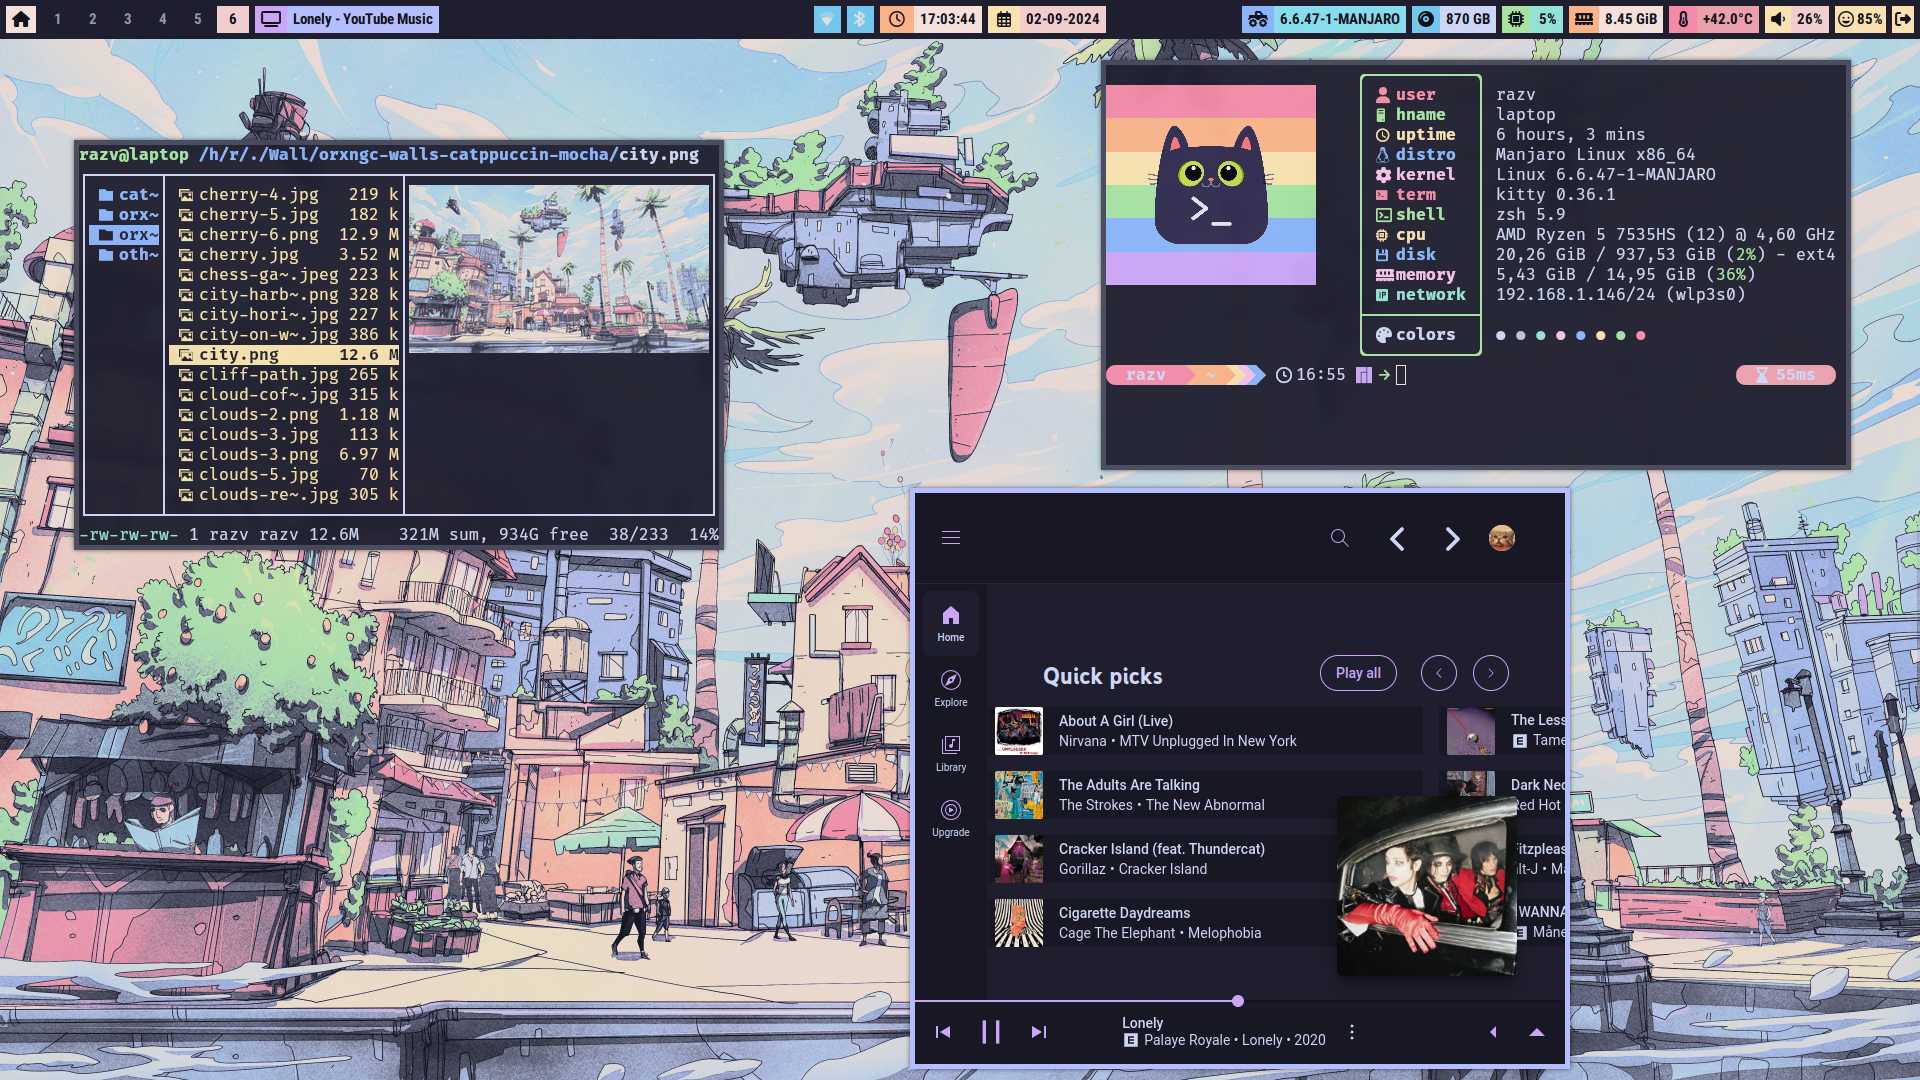 1 2 3 4 5 6 Lonely - YouTube Music 17:03:44 02-09-2024 6.6.47-1-MANJARO 870 GB 5% 8.45 GiB +42.0°C 26% 85%
razv@laptop /h/r/./Wall/orxngc-walls-catppuccin-mocha/city.png
cat~ cherry-4.jpg 219 k
orx~ cherry-5.jpg 182 k
orx~ cherry-6.png 12.9 M
oth~ cherry.jpg 3.52 M
chess-ga~.jpeg 223 k
city-harb~.png 328 k
city-hori~.jpg 227 k
city-on-w~.jpg 386 k
city.png 12.6 M
cliff-path.jpg 265 k
cloud-cof~.jpg 315 k
clouds-2.png 1.18 M
clouds-3.jpg 113 k
clouds-3.png 6.97 M
clouds-5.jpg 70 k
clouds-re~.jpg 305 k
-rw-rw-rw- 1 razv razv 12.6M 321M sum, 934G free 38/233 14%
user razv
hname laptop
uptime 6 hours, 3 mins
distro Manjaro Linux x86_64
kernel Linux 6.6.47-1-MANJARO
term kitty 0.36.1
shell zsh 5.9
cpu AMD Ryzen 5 7535HS (12) @ 4,60 GHz
disk 20,26 GiB / 937,53 GiB (2%) - ext4
memory 5,43 GiB / 14,95 GiB (36%)
network 192.168.1.146/24 (wlp3s0)
colors
razv ~ 16:55 55ms
Home
Explore
Library
Upgrade
Quick picks Play all
About A Girl (Live)
Nirvana • MTV Unplugged In New York
The Less
E Tame
The Adults Are Talking
The Strokes • The New Abnormal
Dark Nec
Red Hot
Cracker Island (feat. Thundercat)
Gorillaz • Cracker Island
Fitzpleas
lt-J • Ma
Cigarette Daydreams
Cage The Elephant • Melophobia
WANNA
E Måne
Lonely
E Palaye Royale • Lonely • 2020